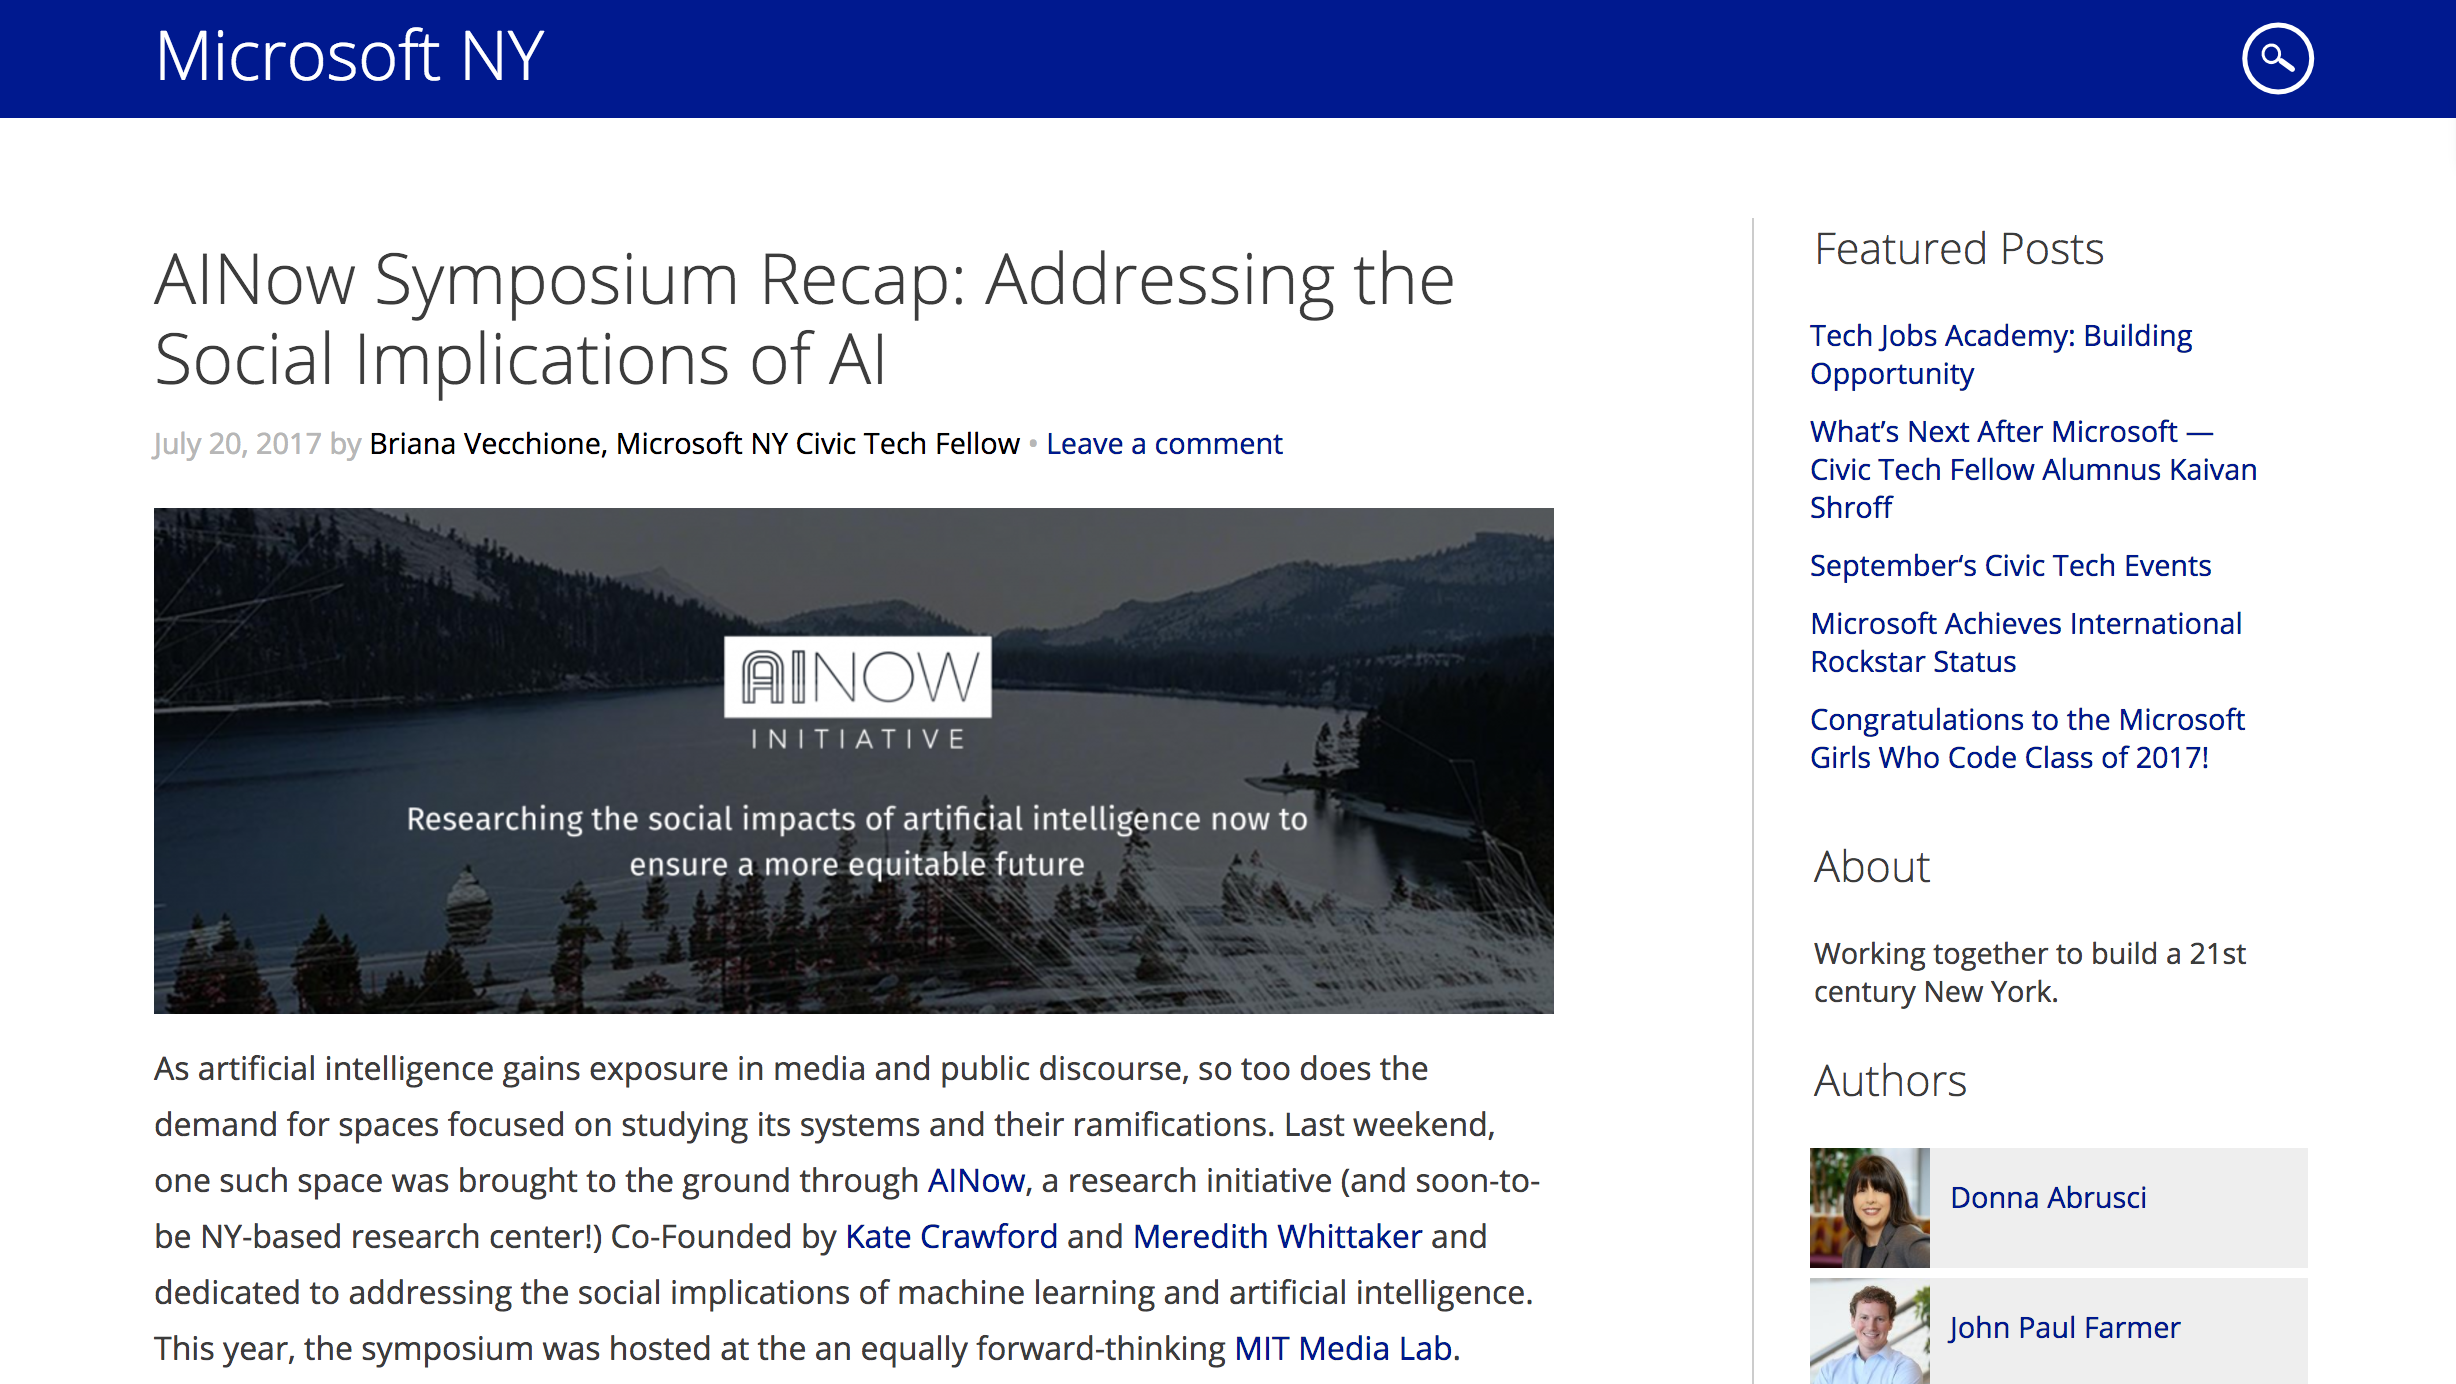 Microsoft NY
AINow Symposium Recap: Addressing the
Social Implications of AI
July 20, 2017 by Briana Vecchione, Microsoft NY Civic Tech Fellow • Leave a comment
AINOW
INITIATIVE
Researching the social impacts of artificial intelligence now to
ensure a more equitable future
As artificial intelligence gains exposure in media and public discourse, so too does the
demand for spaces focused on studying its systems and their ramifications. Last weekend,
one such space was brought to the ground through AINow, a research initiative (and soon-to-
be NY-based research center!) Co-Founded by Kate Crawford and Meredith Whittaker and
dedicated to addressing the social implications of machine learning and artificial intelligence.
This year, the symposium was hosted at the an equally forward-thinking MIT Media Lab.
Featured Posts
Tech Jobs Academy: Building
Opportunity
What’s Next After Microsoft —
Civic Tech Fellow Alumnus Kaivan
Shroff
September‘s Civic Tech Events
Microsoft Achieves International
Rockstar Status
Congratulations to the Microsoft
Girls Who Code Class of 2017!
About
Working together to build a 21st
century New York.
Authors
Donna Abrusci
John Paul Farmer